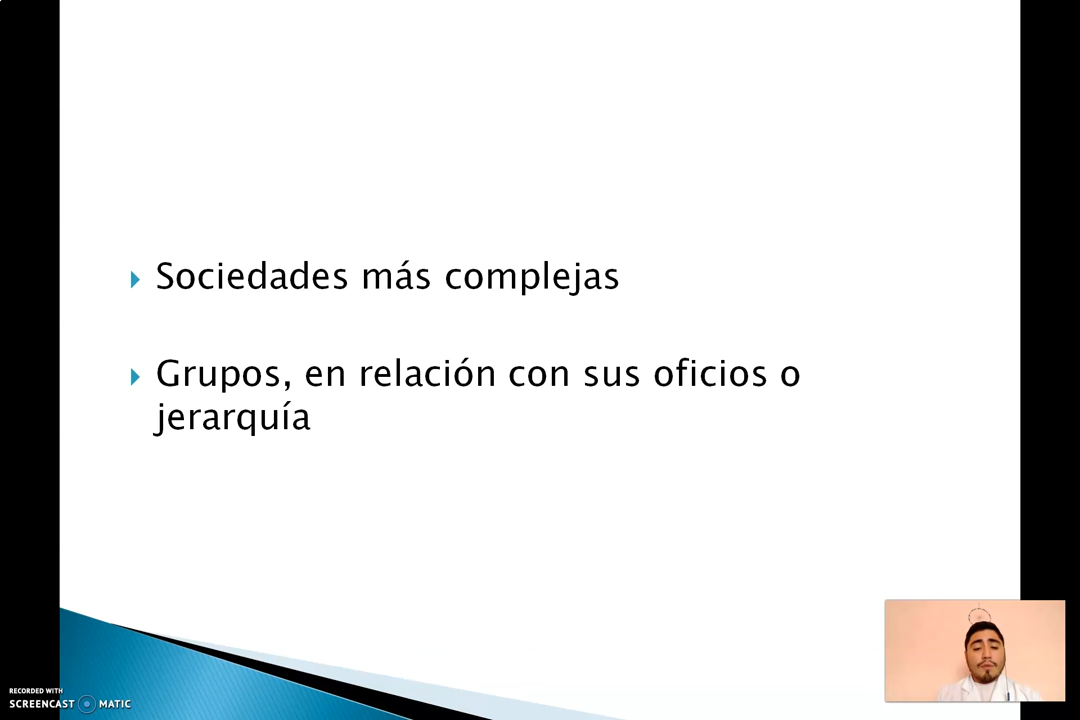 Sociedades más complejas
Grupos, en relación con sus oficios o
jerarquía
RECORDED WITH
SCREENCAST MATIC